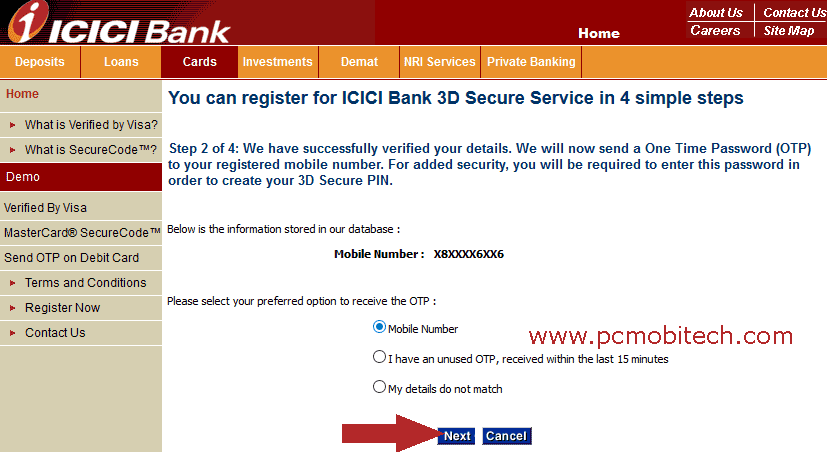 ICICI Bank
Home
About Us
Contact Us
Careers
Site Map
Deposits
Loans
Cards
Investments
Demat
NRI Services
Private Banking
Home
What is Verified by Visa?
What is SecureCode™?
Demo
Verified By Visa
MasterCard® SecureCode™
Send OTP on Debit Card
Terms and Conditions
Register Now
Contact Us
You can register for ICICI Bank 3D Secure Service in 4 simple steps
Step 2 of 4: We have successfully verified your details. We will now send a One Time Password (OTP)
to your registered mobile number. For added security, you will be required to enter this password in
order to create your 3D Secure PIN.
Below is the information stored in our database :
Mobile Number : X8XXXX6XX6
Please select your preferred option to receive the OTP :
Mobile Number
www.pcmobitech.com
I have an unused OTP, received within the last 15 minutes
My details do not match
Next
Cancel